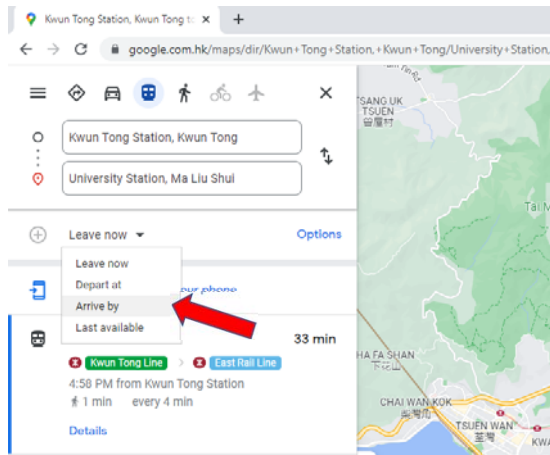 Kwun Tong Station, Kwun Tong to
google.com.hk/maps/dir/Kwun+Tong+Station,+Kwun+Tong/University+Station,
Kwun Tong Station, Kwun Tong
University Station, Ma Liu Shui
Leave now
Options
Leave now
Depart at
Arrive by
Last available
your phone
33 min
Kwun Tong Line > East Rail Line
4:58 PM from Kwun Tong Station
1 min every 4 min
Details
TSANG UK
TSUEN
曾屋村
Tai M
HA FA SHAN
下花山
CHAI WAN KOK
柴灣角
TSUEN WAN
荃灣
KWA